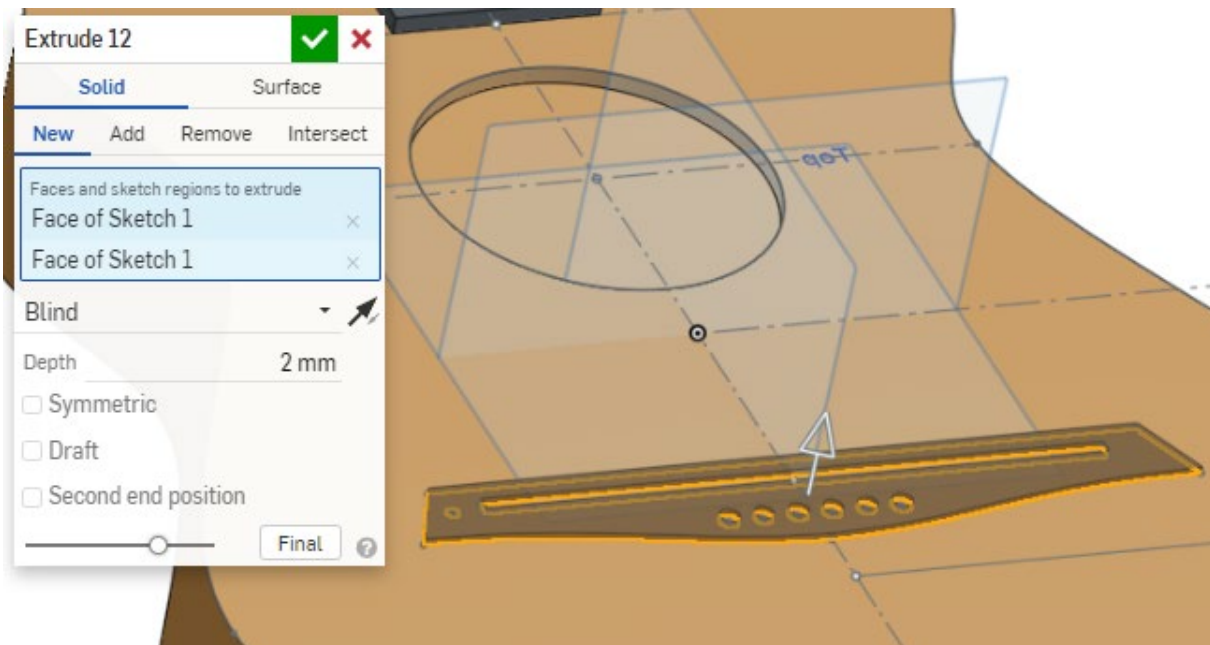 Extrude 12
Solid Surface
New Add Remove Intersect
Faces and sketch regions to extrude
Face of Sketch 1
Face of Sketch 1
Blind
Depth 2 mm
Symmetric
Draft
Second end position
Final
Top